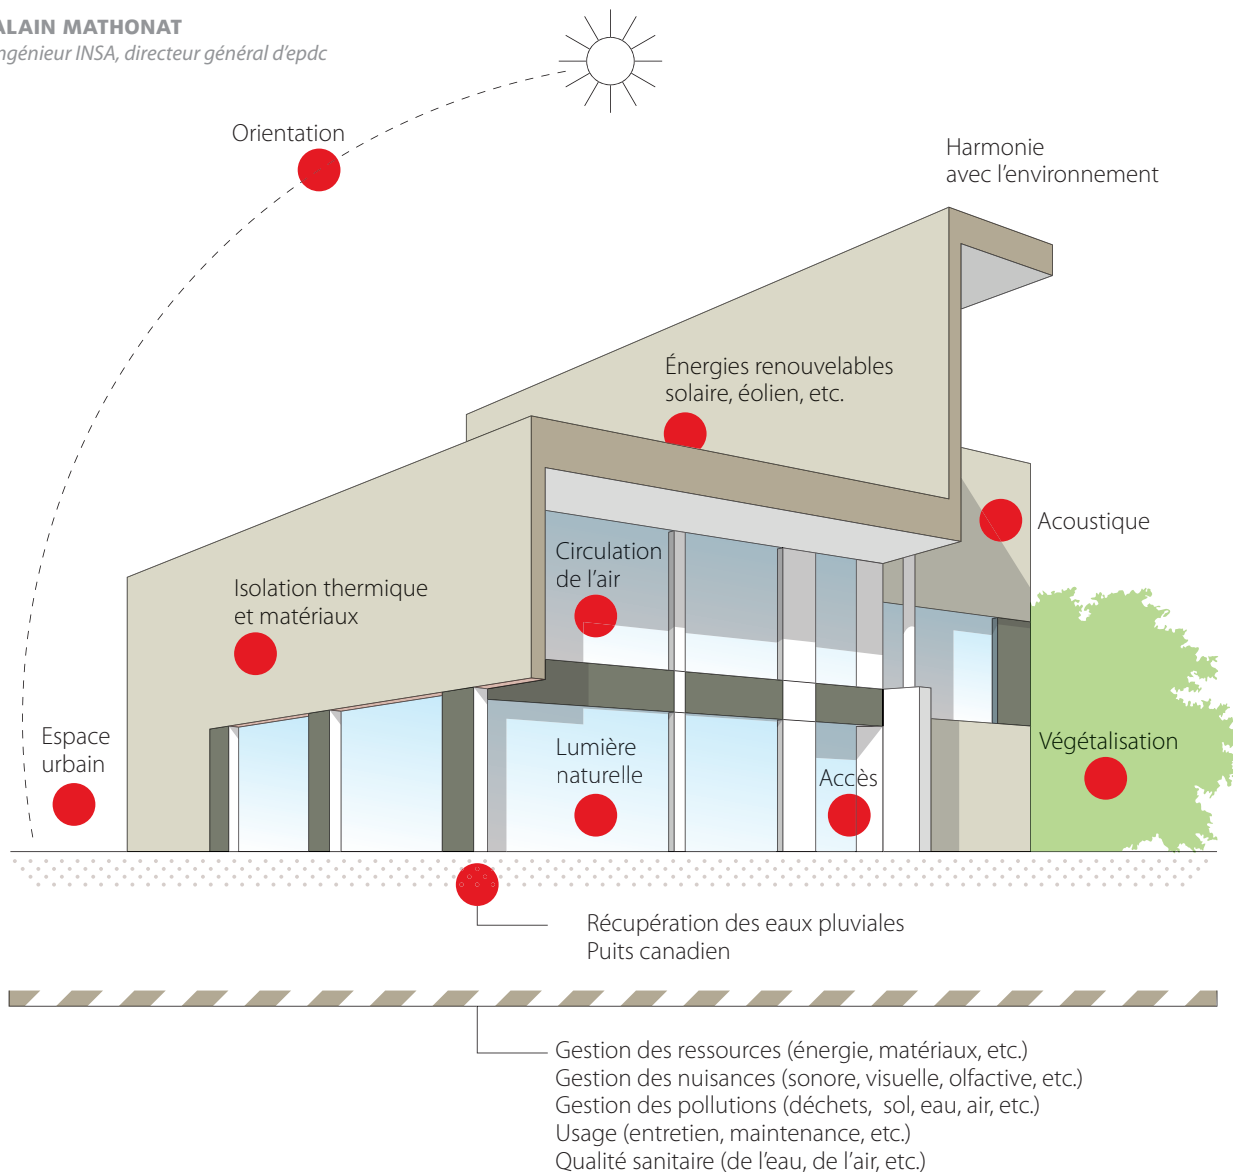 ALAIN MATHONAT
ingénieur INSA, directeur général d'epdc
Orientation
Harmonie
avec l'environnement
Énergies renouvelables
solaire, éolien, etc.
Acoustique
Circulation
de l'air
Isolation thermique
et matériaux
Espace
urbain
Lumière
naturelle
Accès
Végétalisation
Récupération des eaux pluviales
Puits canadien
Gestion des ressources (énergie, matériaux, etc.)
Gestion des nuisances (sonore, visuelle, olfactive, etc.)
Gestion des pollutions (déchets, sol, eau, air, etc.)
Usage (entretien, maintenance, etc.)
Qualité sanitaire (de l'eau, de l'air, etc.)